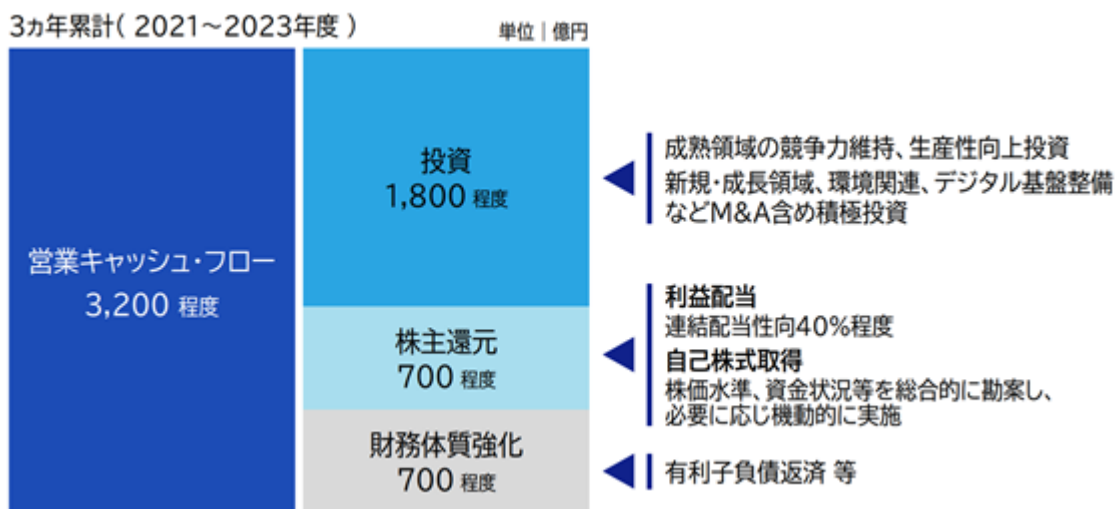 3ヵ年累計( 2021～2023年度 )
単位｜億円
営業キャッシュ・フロー
3,200 程度
投資
1,800 程度
成熟領域の競争力維持、生産性向上投資
新規・成長領域、環境関連、デジタル基盤整備
などM&A含め積極投資
株主還元
700 程度
利益配当
連結配当性向40%程度
自己株式取得
株価水準、資金状況等を総合的に勘案し、
必要に応じ機動的に実施
財務体質強化
700 程度
有利子負債返済 等